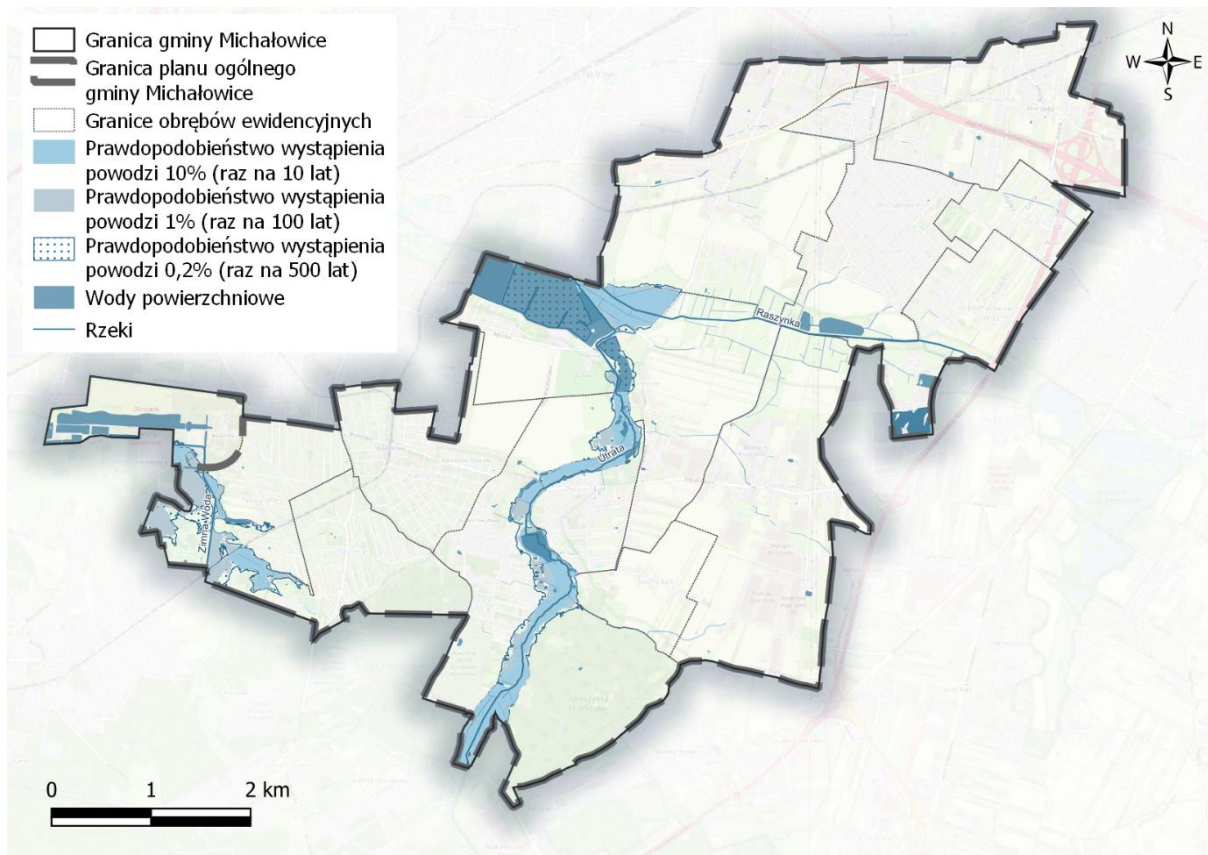 Granica gminy Michałowice
Granica planu ogólnego
gminy Michałowice
Granice obrębów ewidencyjnych
Prawdopodobieństwo wystąpienia
powodzi 10% (raz na 10 lat)
Prawdopodobieństwo wystąpienia
powodzi 1% (raz na 100 lat)
Prawdopodobieństwo wystąpienia
powodzi 0,2% (raz na 500 lat)
Wody powierzchniowe
Rzeki
N
W E
S
Raszynka
Utrata
Zimna Woda
0 1 2 km